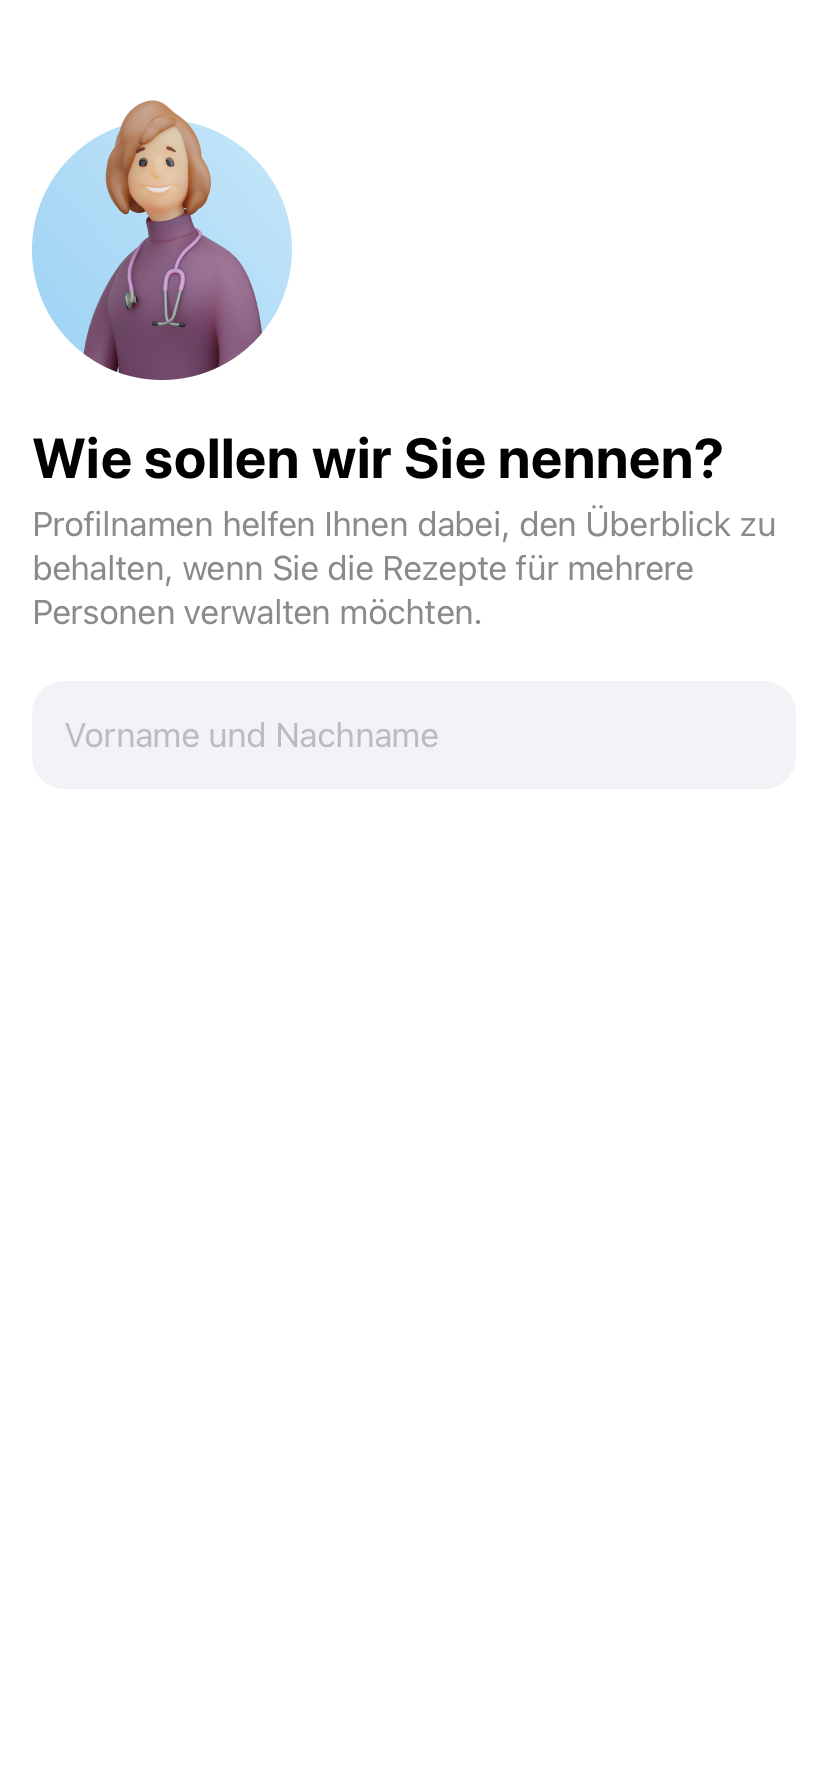 Wie sollen wir Sie nennen?
Profilnamen helfen Ihnen dabei, den Überblick zu
behalten, wenn Sie die Rezepte für mehrere
Personen verwalten möchten.
Vorname und Nachname